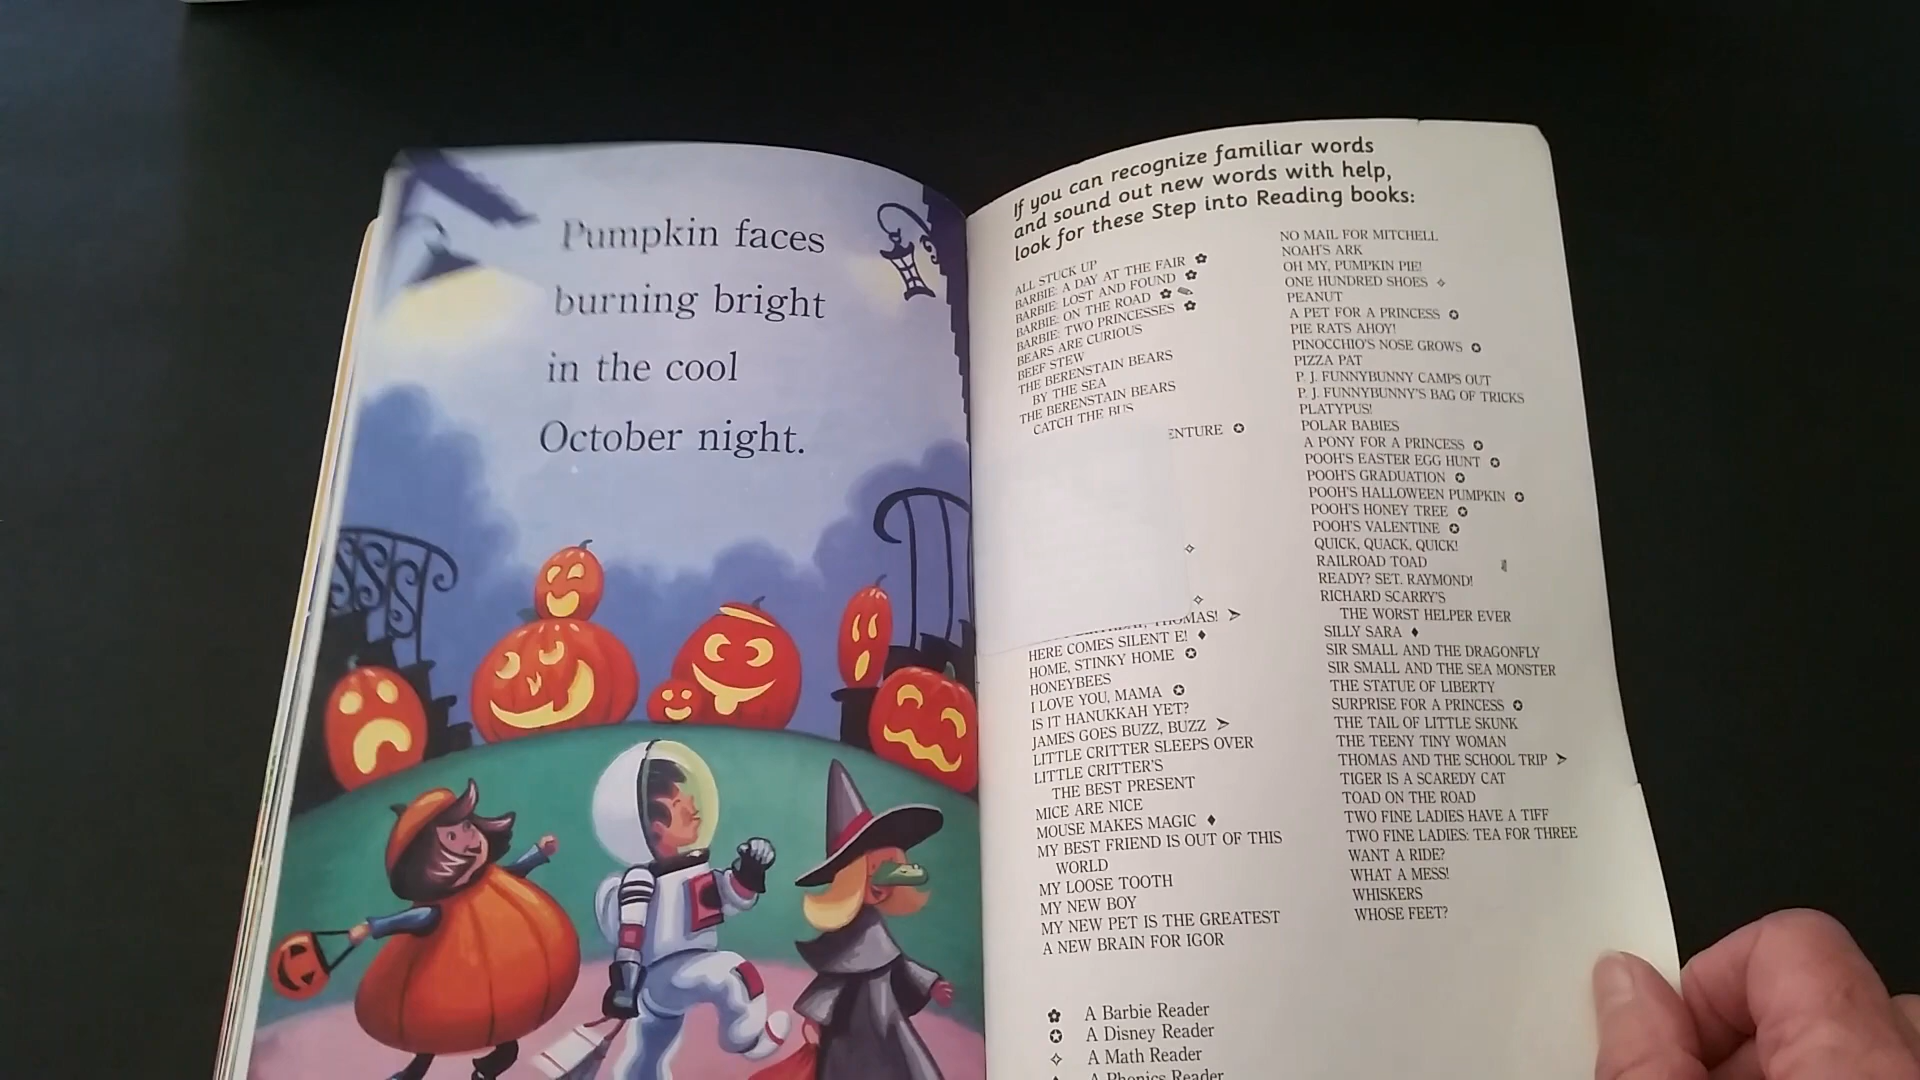 Pumpkin faces
burning bright
in the cool
October night.
If you can recognize familiar words
and sound out new words with help,
look for these Step into Reading books:
ALL STUCK UP
BARBIE: A DAY AT THE FAIR
BARBIE: LOST AND FOUND
BARBIE: ON THE ROAD
BARBIE: TWO PRINCESSES
BEARS ARE CURIOUS
BEEF STEW
THE BERENSTAIN BEARS
BY THE SEA
THE BERENSTAIN BEARS
CATCH THE BUS
HERE COMES SILENT E!
HOME, STINKY HOME
HONEYBEES
I LOVE YOU, MAMA
IS IT HANUKKAH YET?
JAMES GOES BUZZ, BUZZ
LITTLE CRITTER SLEEPS OVER
LITTLE CRITTER'S
THE BEST PRESENT
MICE ARE NICE
MOUSE MAKES MAGIC
MY BEST FRIEND IS OUT OF THIS
WORLD
MY LOOSE TOOTH
MY NEW BOY
MY NEW PET IS THE GREATEST
A NEW BRAIN FOR IGOR
NO MAIL FOR MITCHELL
NOAH'S ARK
OH MY, PUMPKIN PIE!
ONE HUNDRED SHOES
PEANUT
A PET FOR A PRINCESS
PIE RATS AHOY!
PINOCCHIO'S NOSE GROWS
PIZZA PAT
P. J. FUNNYBUNNY CAMPS OUT
P. J. FUNNYBUNNY'S BAG OF TRICKS
PLATYPUS!
POLAR BABIES
A PONY FOR A PRINCESS
POOH'S EASTER EGG HUNT
POOH'S GRADUATION
POOH'S HALLOWEEN PUMPKIN
POOH'S HONEY TREE
POOH'S VALENTINE
QUICK, QUACK, QUICK!
RAILROAD TOAD
READY? SET. RAYMOND!
RICHARD SCARRY'S
THE WORST HELPER EVER
SILLY SARA
SIR SMALL AND THE DRAGONFLY
SIR SMALL AND THE SEA MONSTER
THE STATUE OF LIBERTY
SURPRISE FOR A PRINCESS
THE TAIL OF LITTLE SKUNK
THE TEENY TINY WOMAN
THOMAS AND THE SCHOOL TRIP
TIGER IS A SCAREDY CAT
TOAD ON THE ROAD
TWO FINE LADIES HAVE A TIFF
TWO FINE LADIES: TEA FOR THREE
WANT A RIDE?
WHAT A MESS!
WHISKERS
WHOSE FEET?
A Barbie Reader
A Disney Reader
A Math Reader
A Phonics Reader